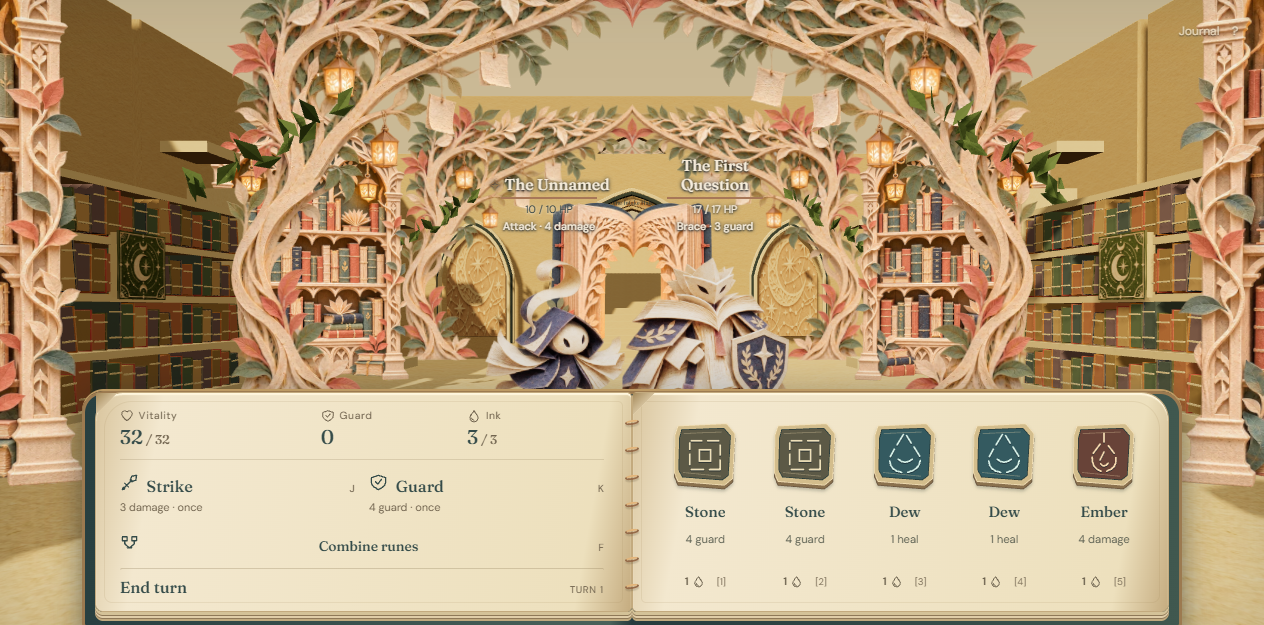 Journal ?
The First
The Unnamed
Question
10 / 10 HP
17 / 17 HP
Attack · 4 damage
Brace · 3 guard
Vitality
Guard
Ink
32 / 32
0
3 / 3
Strike
J
Guard
K
3 damage · once
4 guard · once
Combine runes
F
End turn
TURN 1
Stone
Stone
Dew
Dew
Ember
4 guard
4 guard
1 heal
1 heal
4 damage
1 [1]
1 [2]
1 [3]
1 [4]
1 [5]